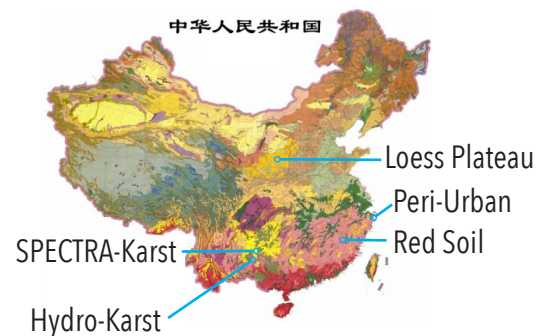 中华人民共和国
Loess Plateau
Peri-Urban
Red Soil
SPECTRA-Karst
Hydro-Karst